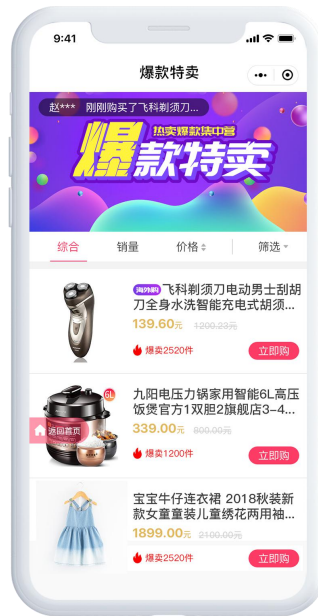 9:41
爆款特卖
赵*** 刚刚购买了飞科剃须刀...
热卖爆款集中营
爆款特卖
综合 销量 价格 筛选
海外购 飞科剃须刀电动男士刮胡
刀全身水洗智能充电式胡须...
139.60元 1200.23元
爆卖2520件 立即购
6L
九阳电压力锅家用智能6L高压
饭煲官方1双胆2旗舰店3-4...
339.00元 800.00元
返回首页
爆卖1200件 立即购
宝宝牛仔连衣裙 2018秋装新
款女童童装儿童绣花两用袖...
1899.00元 2100.00元
爆卖2520件 立即购